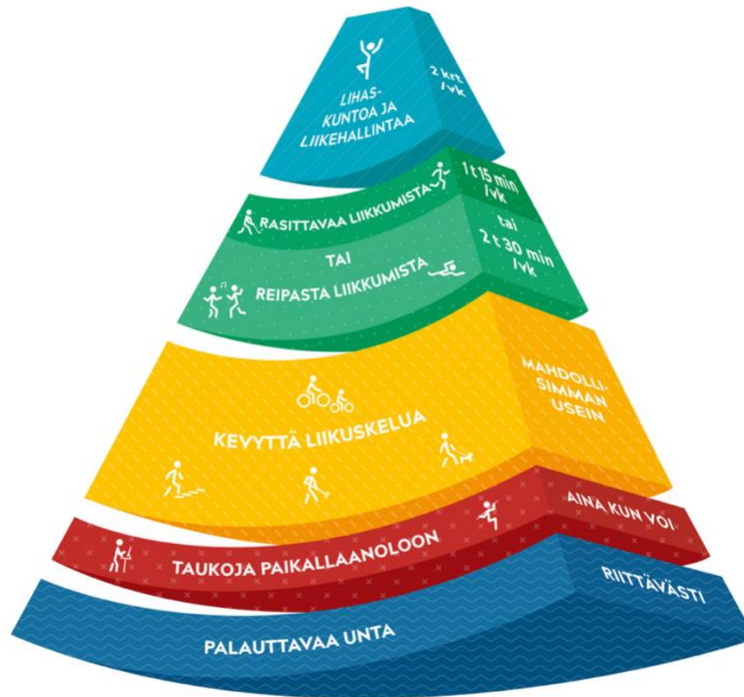 LIHAS-
KUNTOA JA
LIIKEHALLINTAA
2 krt
/vk
RASITTAVAA LIIKKUMISTA
1 t 15 min
/vk
TAI
REIPASTA LIIKKUMISTA
tai
2 t 30 min
/vk
KEVYTTÄ LIIKUSKELUA
MAHDOLLI-
SIMMAN
USEIN
TAUKOJA PAIKALLAANOLOON
AINA KUN VOI
PALAUTTAVAA UNTA
RIITTÄVÄSTI